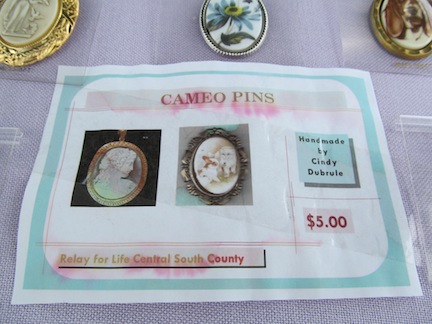 CAMEO PINS
Handmade
by
Cindy
Dubrule
$5.00
Relay for Life Central South County